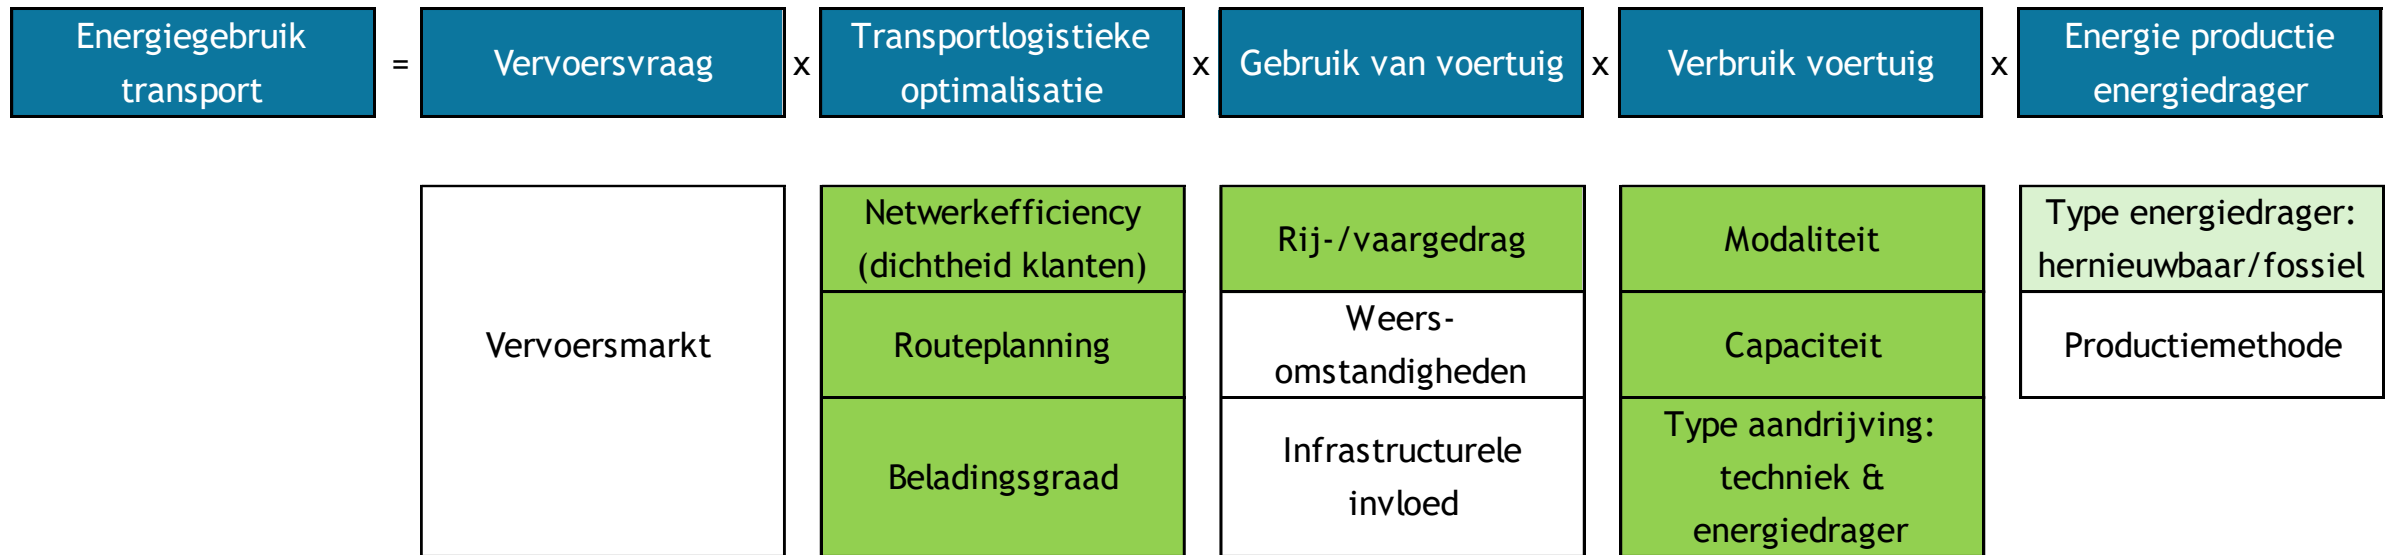 Energiegebruik
transport
=
Vervoersvraag
x
Transportlogistieke
optimalisatie
x
Gebruik van voertuig
x
Verbruik voertuig
x
Energie productie
energiedrager
Vervoersmarkt
Netwerkefficiency
(dichtheid klanten)
Routeplanning
Beladingsgraad
Rij-/vaargedrag
Weers-
omstandigheden
Infrastructurele
invloed
Modaliteit
Capaciteit
Type aandrijving:
techniek &
energiedrager
Type energiedrager:
hernieuwbaar/fossiel
Productiemethode